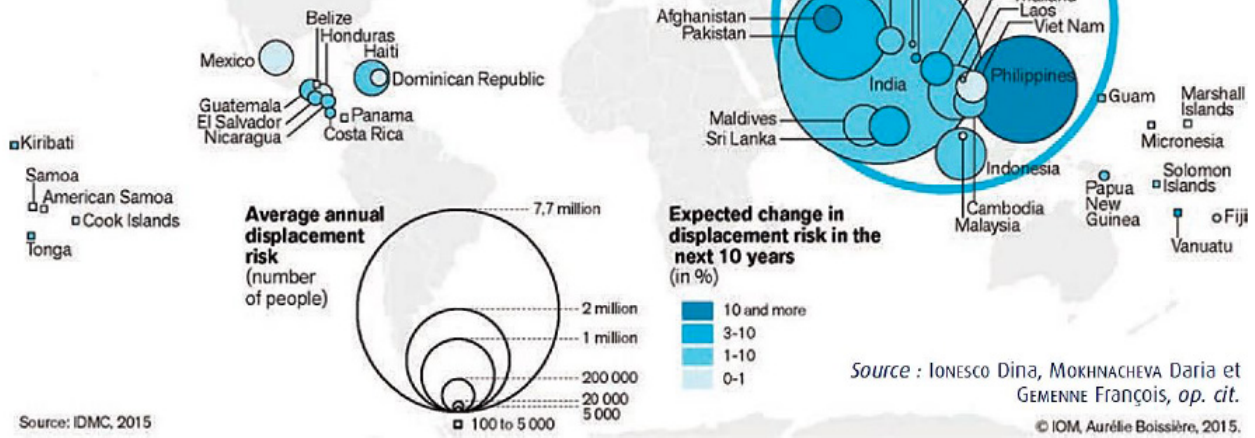 Belize
Honduras
Haiti
Mexico
Dominican Republic
Guatemala
El Salvador
Nicaragua
Panama
Costa Rica
Kiribati
Samoa
American Samoa
Cook Islands
Tonga
Afghanistan
Pakistan
Laos
Viet Nam
India
Philippines
Maldives
Sri Lanka
Indonesia
Cambodia
Malaysia
Guam
Marshall
Islands
Micronesia
Solomon
Islands
Papua
New
Guinea
Fiji
Vanuatu
Average annual
displacement
risk
(number
of people)
7,7 million
2 million
1 million
200 000
20 000
5 000
100 to 5 000
Expected change in
displacement risk in the
next 10 years
(in %)
10 and more
3-10
1-10
0-1
Source : IONESCO Dina, MOKHNACHEVA Daria et
GEMENNE François, op. cit.
Source: IDMC, 2015
© IOM, Aurélie Boissière, 2015.